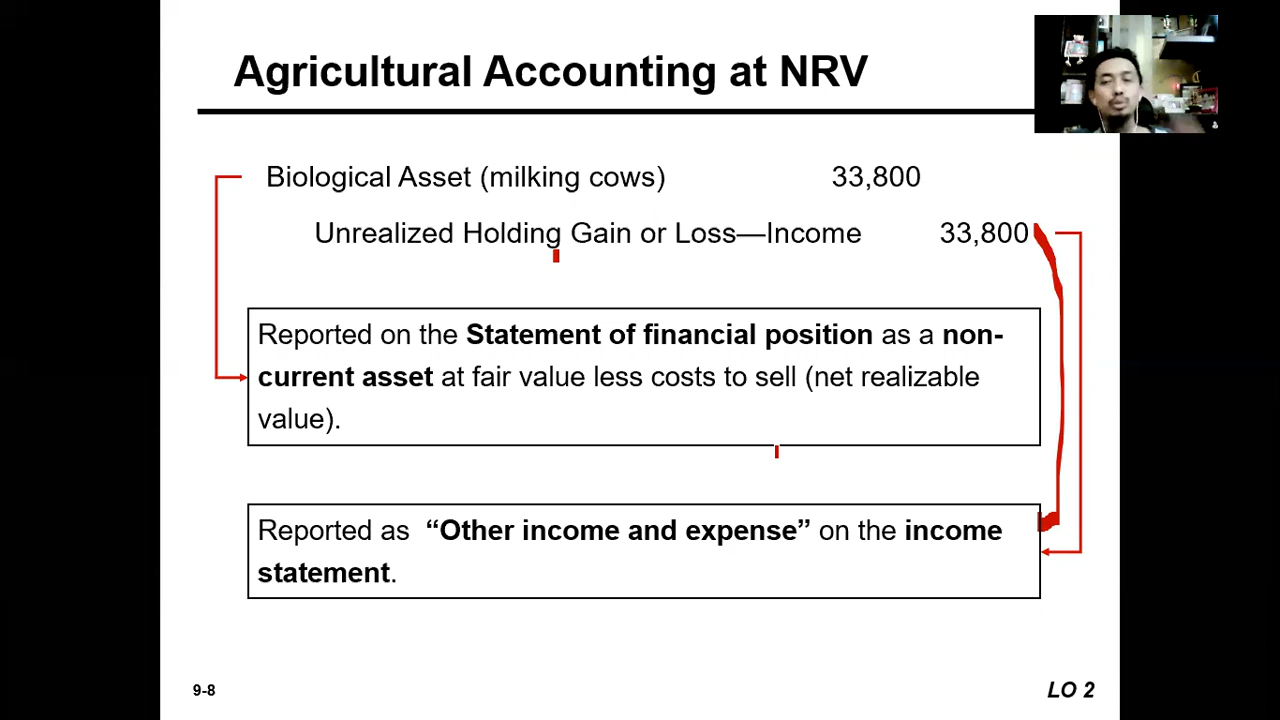 Agricultural Accounting at NRV
Biological Asset (milking cows) 33,800
Unrealized Holding Gain or Loss—Income 33,800
Reported on the Statement of financial position as a non-
current asset at fair value less costs to sell (net realizable
value).
Reported as “Other income and expense” on the income
statement.
9-8 LO 2